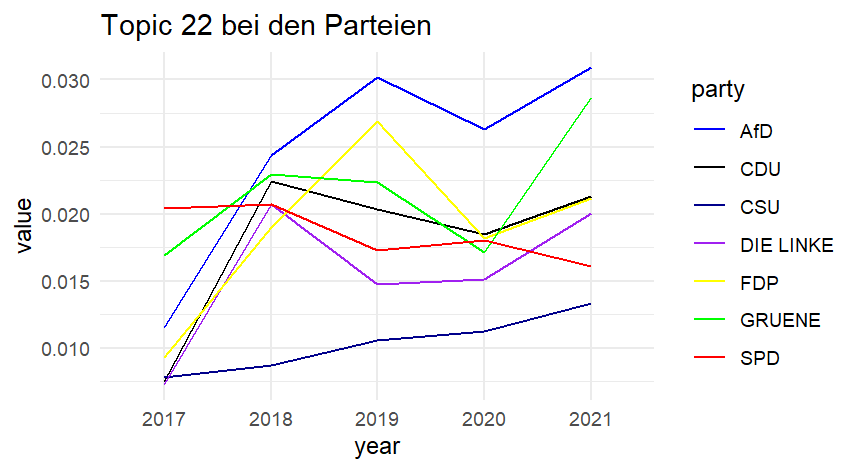 Topic 22 bei den Parteien
value
0.030
0.025
0.020
0.015
0.010
2017 2018 2019 2020 2021
year
party
AfD
CDU
CSU
DIE LINKE
FDP
GRUENE
SPD